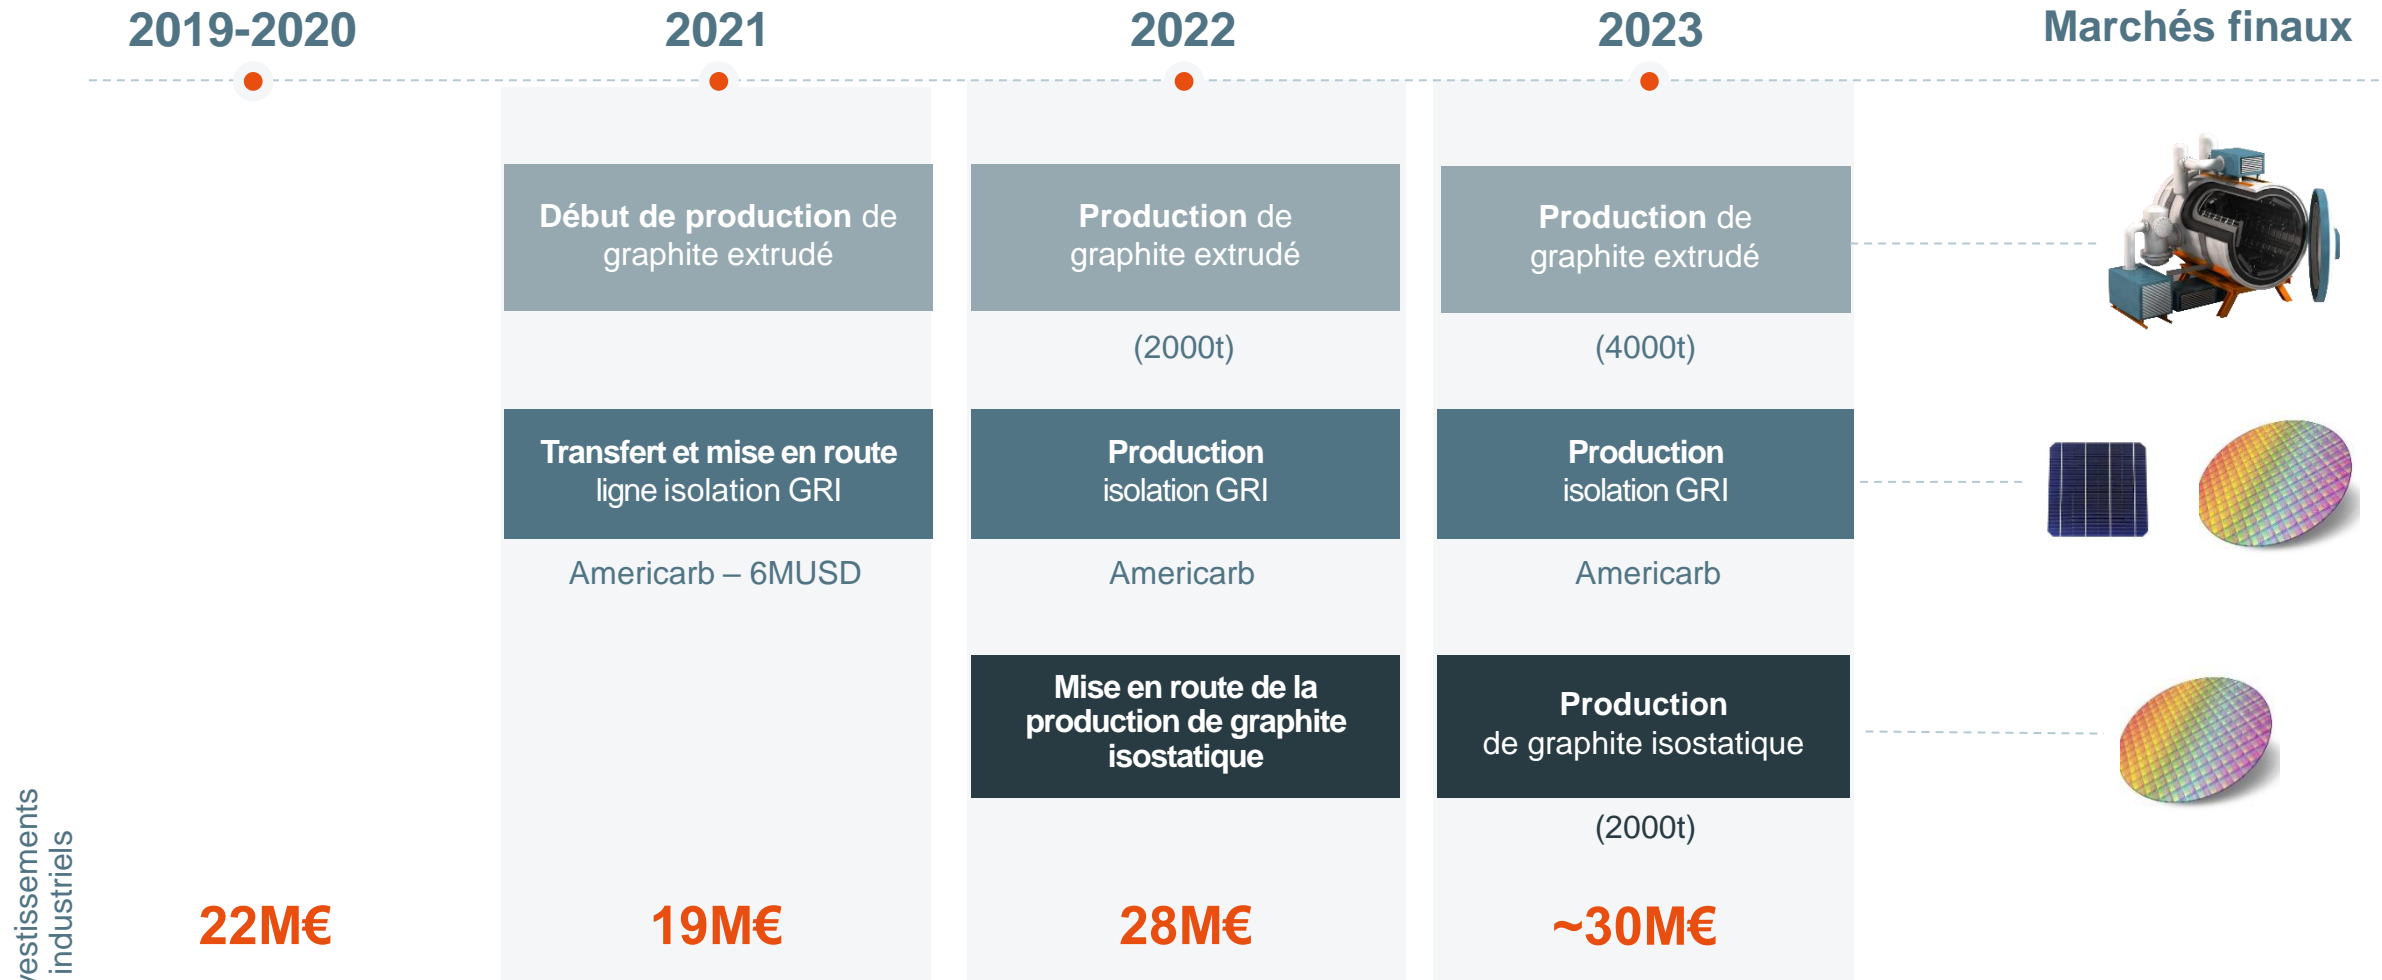 2019-2020
2021
2022
2023
Marchés finaux
Début de production de
graphite extrudé
Production de
graphite extrudé
Production de
graphite extrudé
(2000t)
(4000t)
Transfert et mise en route
ligne isolation GRI
Production
isolation GRI
Production
isolation GRI
Americarb – 6MUSD
Americarb
Americarb
Mise en route de la
production de graphite
isostatique
Production
de graphite isostatique
(2000t)
industriels
22M€
19M€
28M€
~30M€